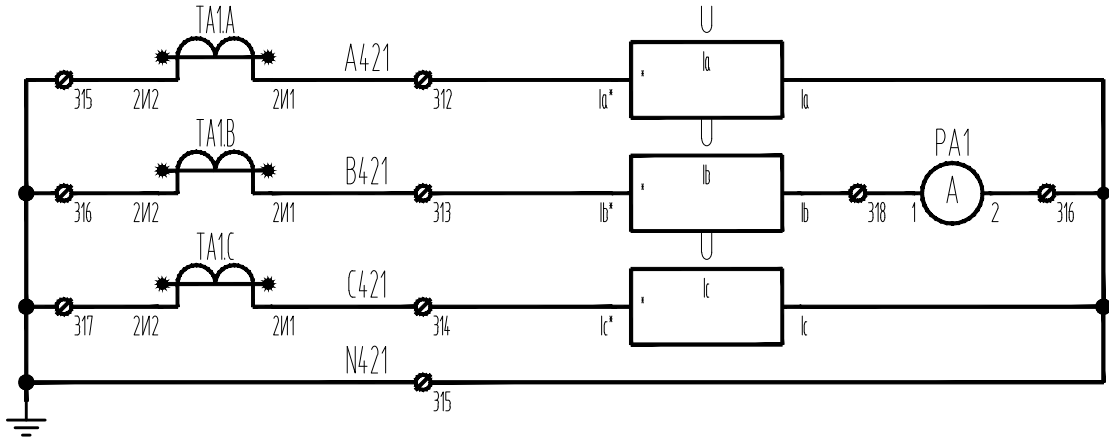 TA1.A
U
A421
Ia
*
315
2И2
2И1
312
Ia*
Ia
TA1.B
U
PA1
B421
Ib
*
A
316
2И2
2И1
313
Ib*
Ib
318
1
2
316
TA1.C
U
C421
Ic
*
317
2И2
2И1
314
Ic*
Ic
N421
315